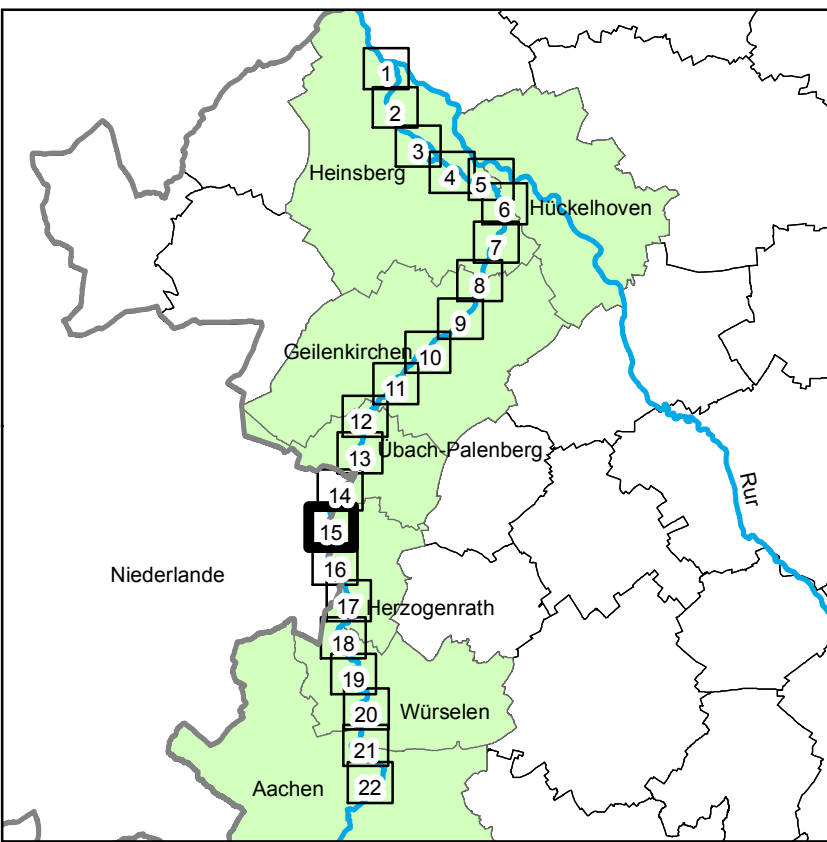 1
2
3
Heinsberg
4
5
6
Hückelhoven
7
8
9
Geilenkirchen
10
11
12
Übach-Palenberg
13
14
Rur
15
16
Niederlande
17
Herzogenrath
18
19
20
Würselen
21
22
Aachen